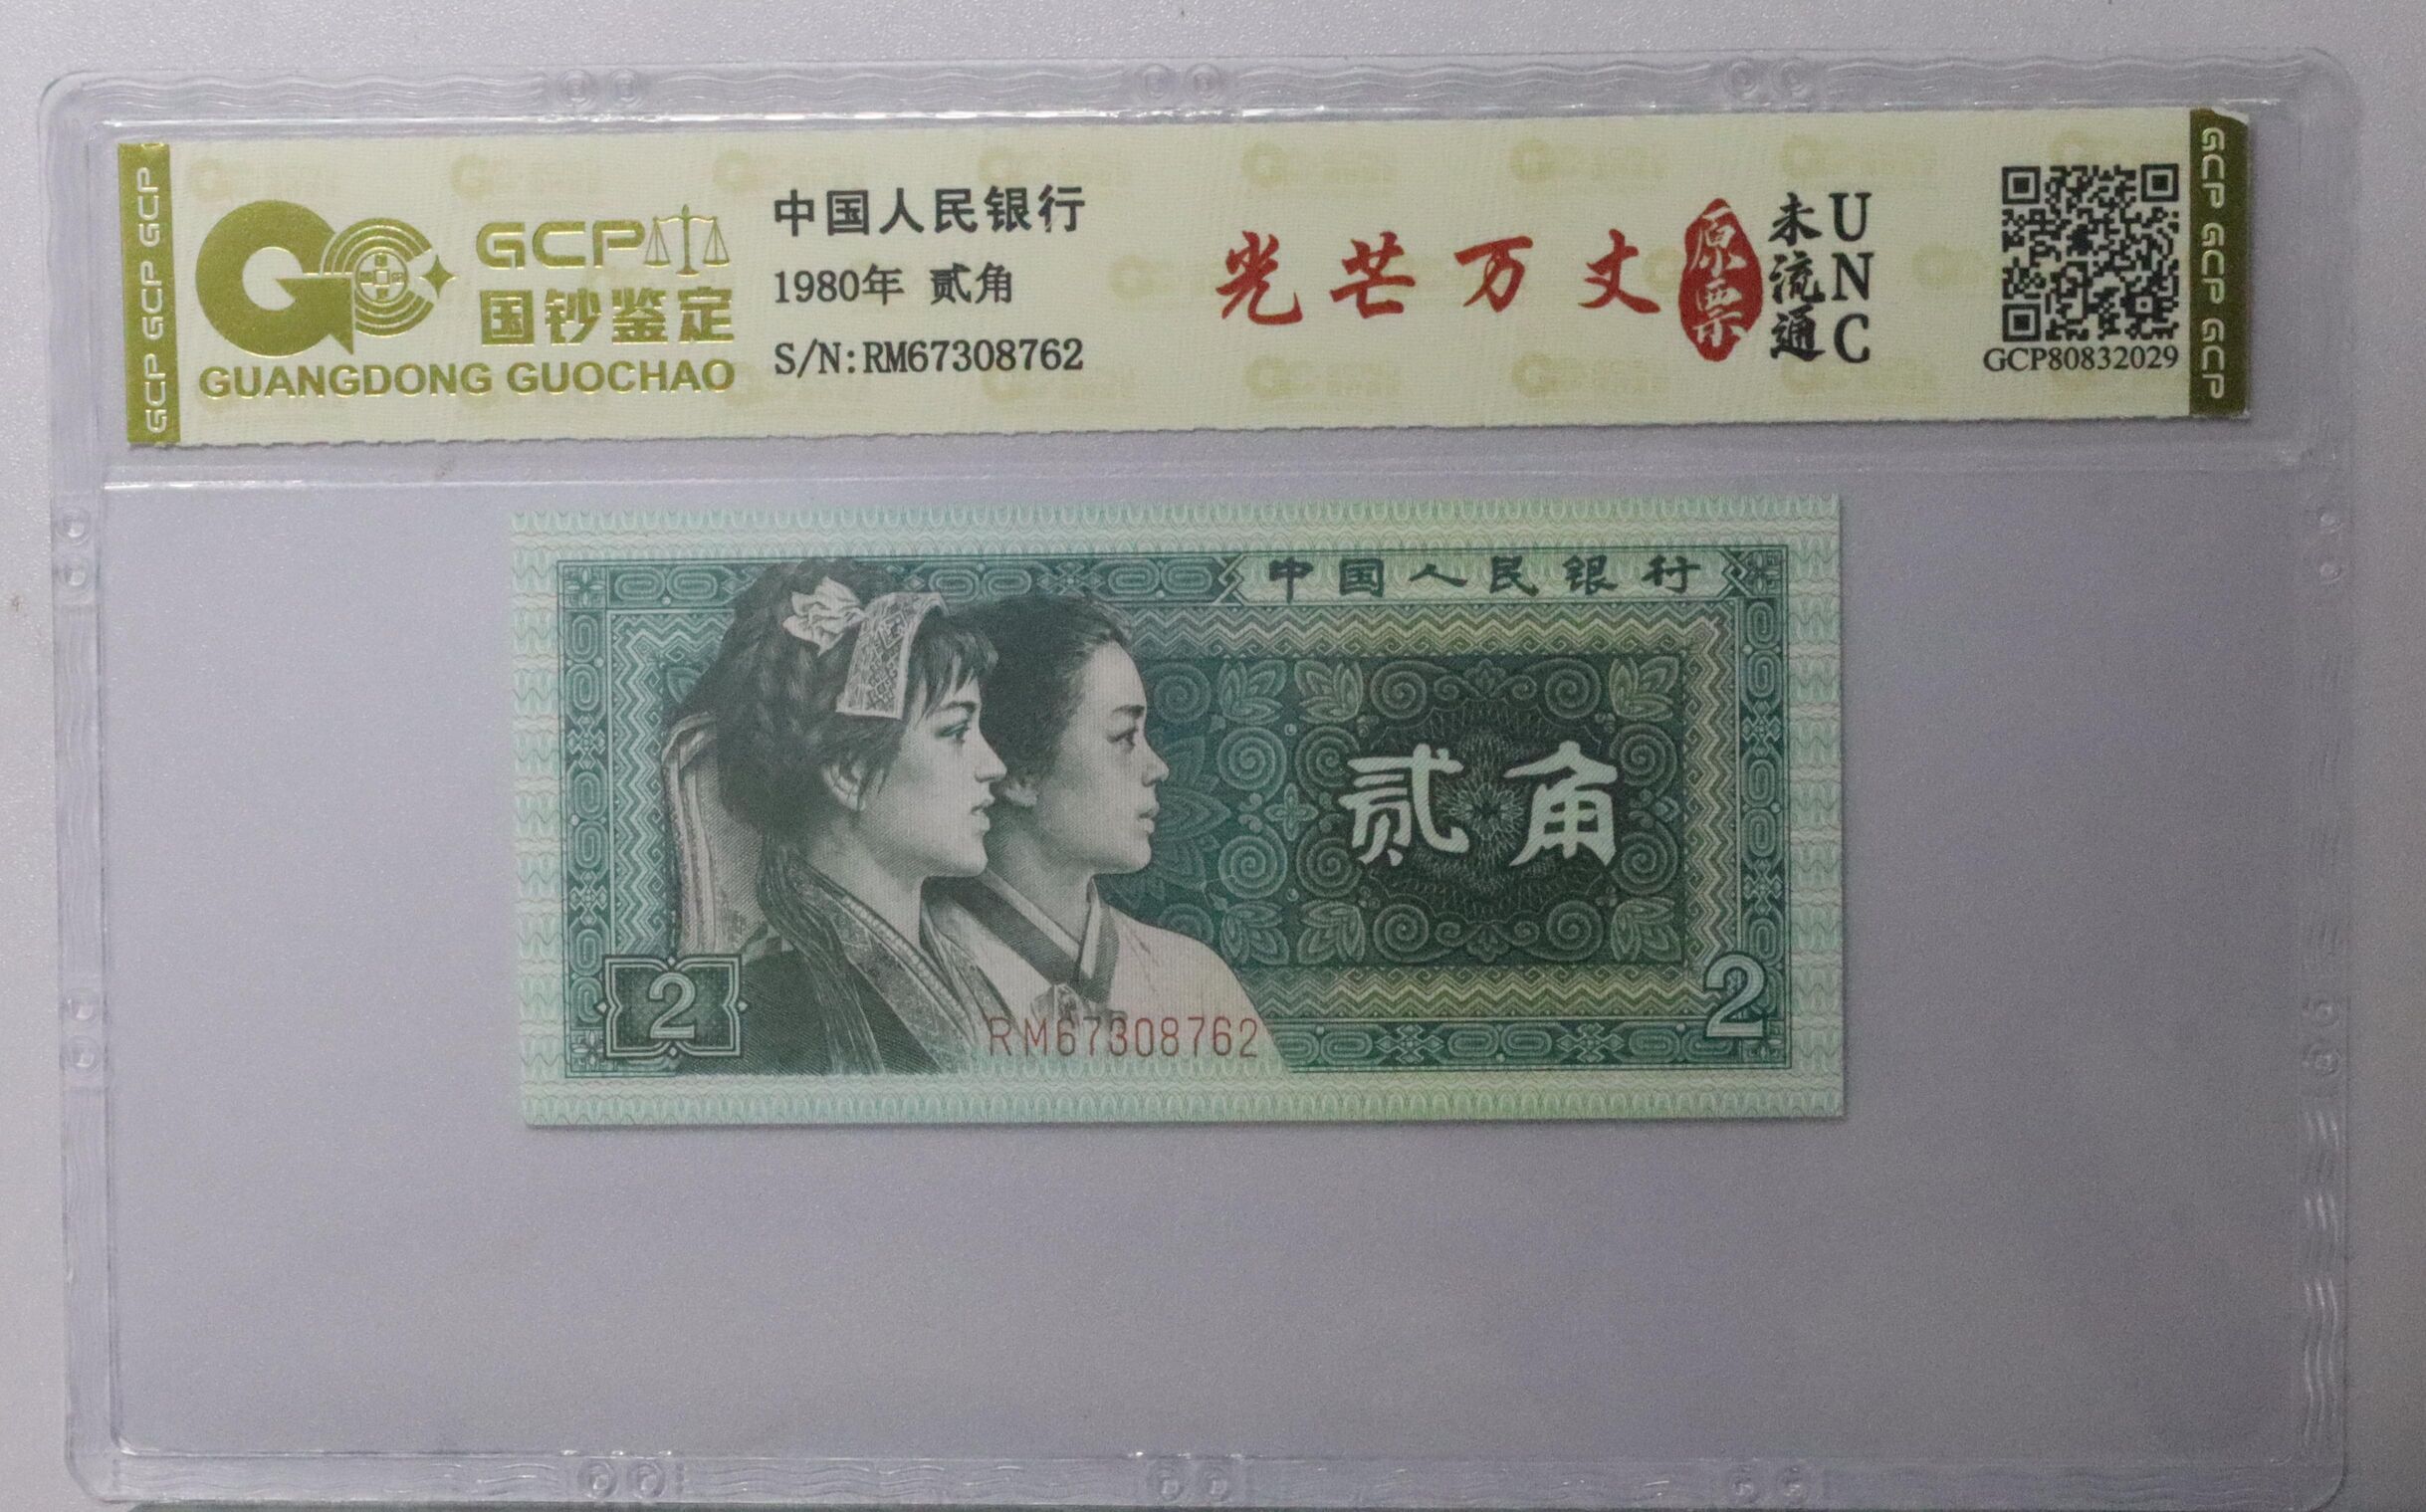 GCP GCP GCP
GCP
国钞鉴定
GUANGDONG GUOCHAO
中国人民银行
1980年 贰角
S/N:RM67308762
光芒万丈
原票
未流通
UNC
GCP80832029
GCP GCP GCP
中国人民银行
贰角
2
2
RM67308762